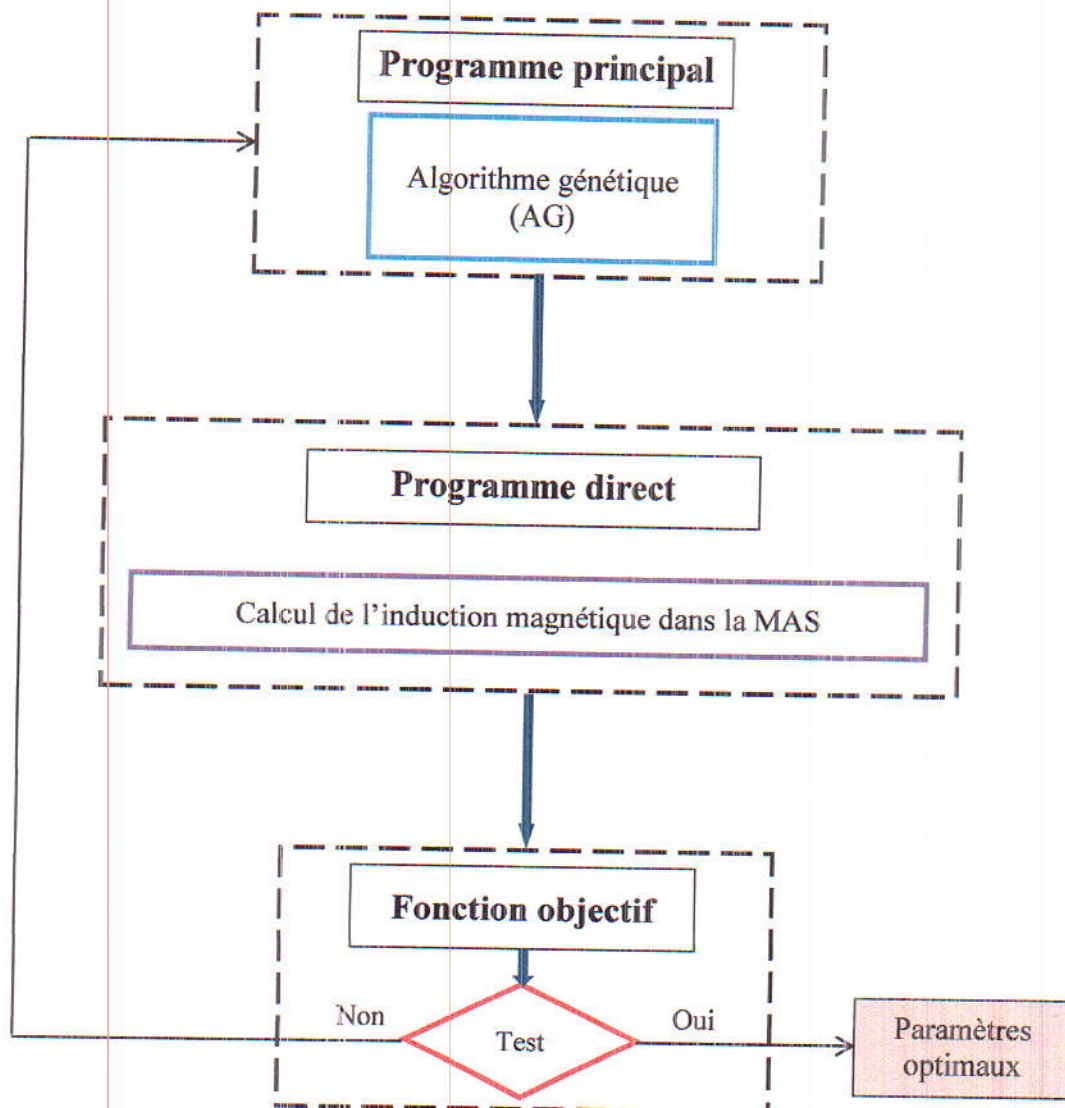 Programme principal
Algorithme génétique
(AG)
Programme direct
Calcul de l'induction magnétique dans la MAS
Fonction objectif
Non
Test
Oui
Paramètres
optimaux